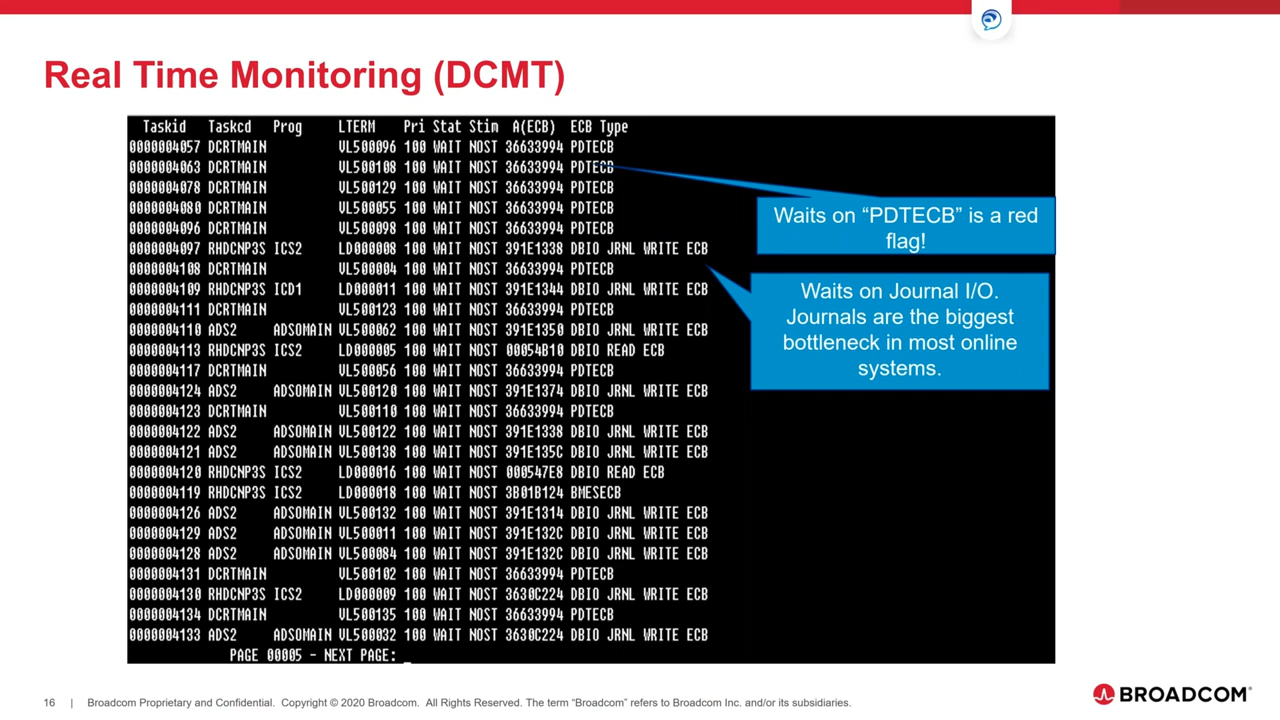 Real Time Monitoring (DCMT)
Taskid Taskcd Prog LTERM Pri Stat Stim A(ECB) ECB Type
0000004057 DCRTMAIN VL500096 100 WAIT NOST 36633994 PDTECB
0000004063 DCRTMAIN VL500108 100 WAIT NOST 36633994 PDTECB
0000004078 DCRTMAIN VL500129 100 WAIT NOST 36633994 PDTECB
0000004080 DCRTMAIN VL500055 100 WAIT NOST 36633994 PDTECB
0000004096 DCRTMAIN VL500098 100 WAIT NOST 36633994 PDTECB
0000004097 RHDCNP3S ICS2 LD000008 100 WAIT NOST 391E1338 DBIO JRNL WRITE ECB
0000004108 DCRTMAIN VL500004 100 WAIT NOST 36633994 PDTECB
0000004109 RHDCNP3S ICD1 LD000011 100 WAIT NOST 391E1344 DBIO JRNL WRITE ECB
0000004111 DCRTMAIN VL500123 100 WAIT NOST 36633994 PDTECB
0000004110 ADS2 ADSOMAIN VL500062 100 WAIT NOST 391E1350 DBIO JRNL WRITE ECB
0000004113 RHDCNP3S ICS2 LD000005 100 WAIT NOST 00054B10 DBIO READ ECB
0000004117 DCRTMAIN VL500056 100 WAIT NOST 36633994 PDTECB
0000004124 ADS2 ADSOMAIN VL500120 100 WAIT NOST 391E1374 DBIO JRNL WRITE ECB
0000004123 DCRTMAIN VL500110 100 WAIT NOST 36633994 PDTECB
0000004122 ADS2 ADSOMAIN VL500122 100 WAIT NOST 391E1338 DBIO JRNL WRITE ECB
0000004121 ADS2 ADSOMAIN VL500138 100 WAIT NOST 391E135C DBIO JRNL WRITE ECB
0000004120 RHDCNP3S ICS2 LD000016 100 WAIT NOST 000547E8 DBIO READ ECB
0000004119 RHDCNP3S ICS2 LD000018 100 WAIT NOST 3B01B124 BMESECB
0000004126 ADS2 ADSOMAIN VL500132 100 WAIT NOST 391E1314 DBIO JRNL WRITE ECB
0000004129 ADS2 ADSOMAIN VL500011 100 WAIT NOST 391E132C DBIO JRNL WRITE ECB
0000004128 ADS2 ADSOMAIN VL500084 100 WAIT NOST 391E132C DBIO JRNL WRITE ECB
0000004131 DCRTMAIN VL500102 100 WAIT NOST 36633994 PDTECB
0000004130 RHDCNP3S ICS2 LD000009 100 WAIT NOST 3630C224 DBIO JRNL WRITE ECB
0000004134 DCRTMAIN VL500135 100 WAIT NOST 36633994 PDTECB
0000004133 ADS2 ADSOMAIN VL500032 100 WAIT NOST 3630C224 DBIO JRNL WRITE ECB
PAGE 00005 - NEXT PAGE: _
Waits on “PDTECB” is a red
flag!
Waits on Journal I/O.
Journals are the biggest
bottleneck in most online
systems.
16 | Broadcom Proprietary and Confidential. Copyright © 2020 Broadcom. All Rights Reserved. The term “Broadcom” refers to Broadcom Inc. and/or its subsidiaries.
BROADCOM®